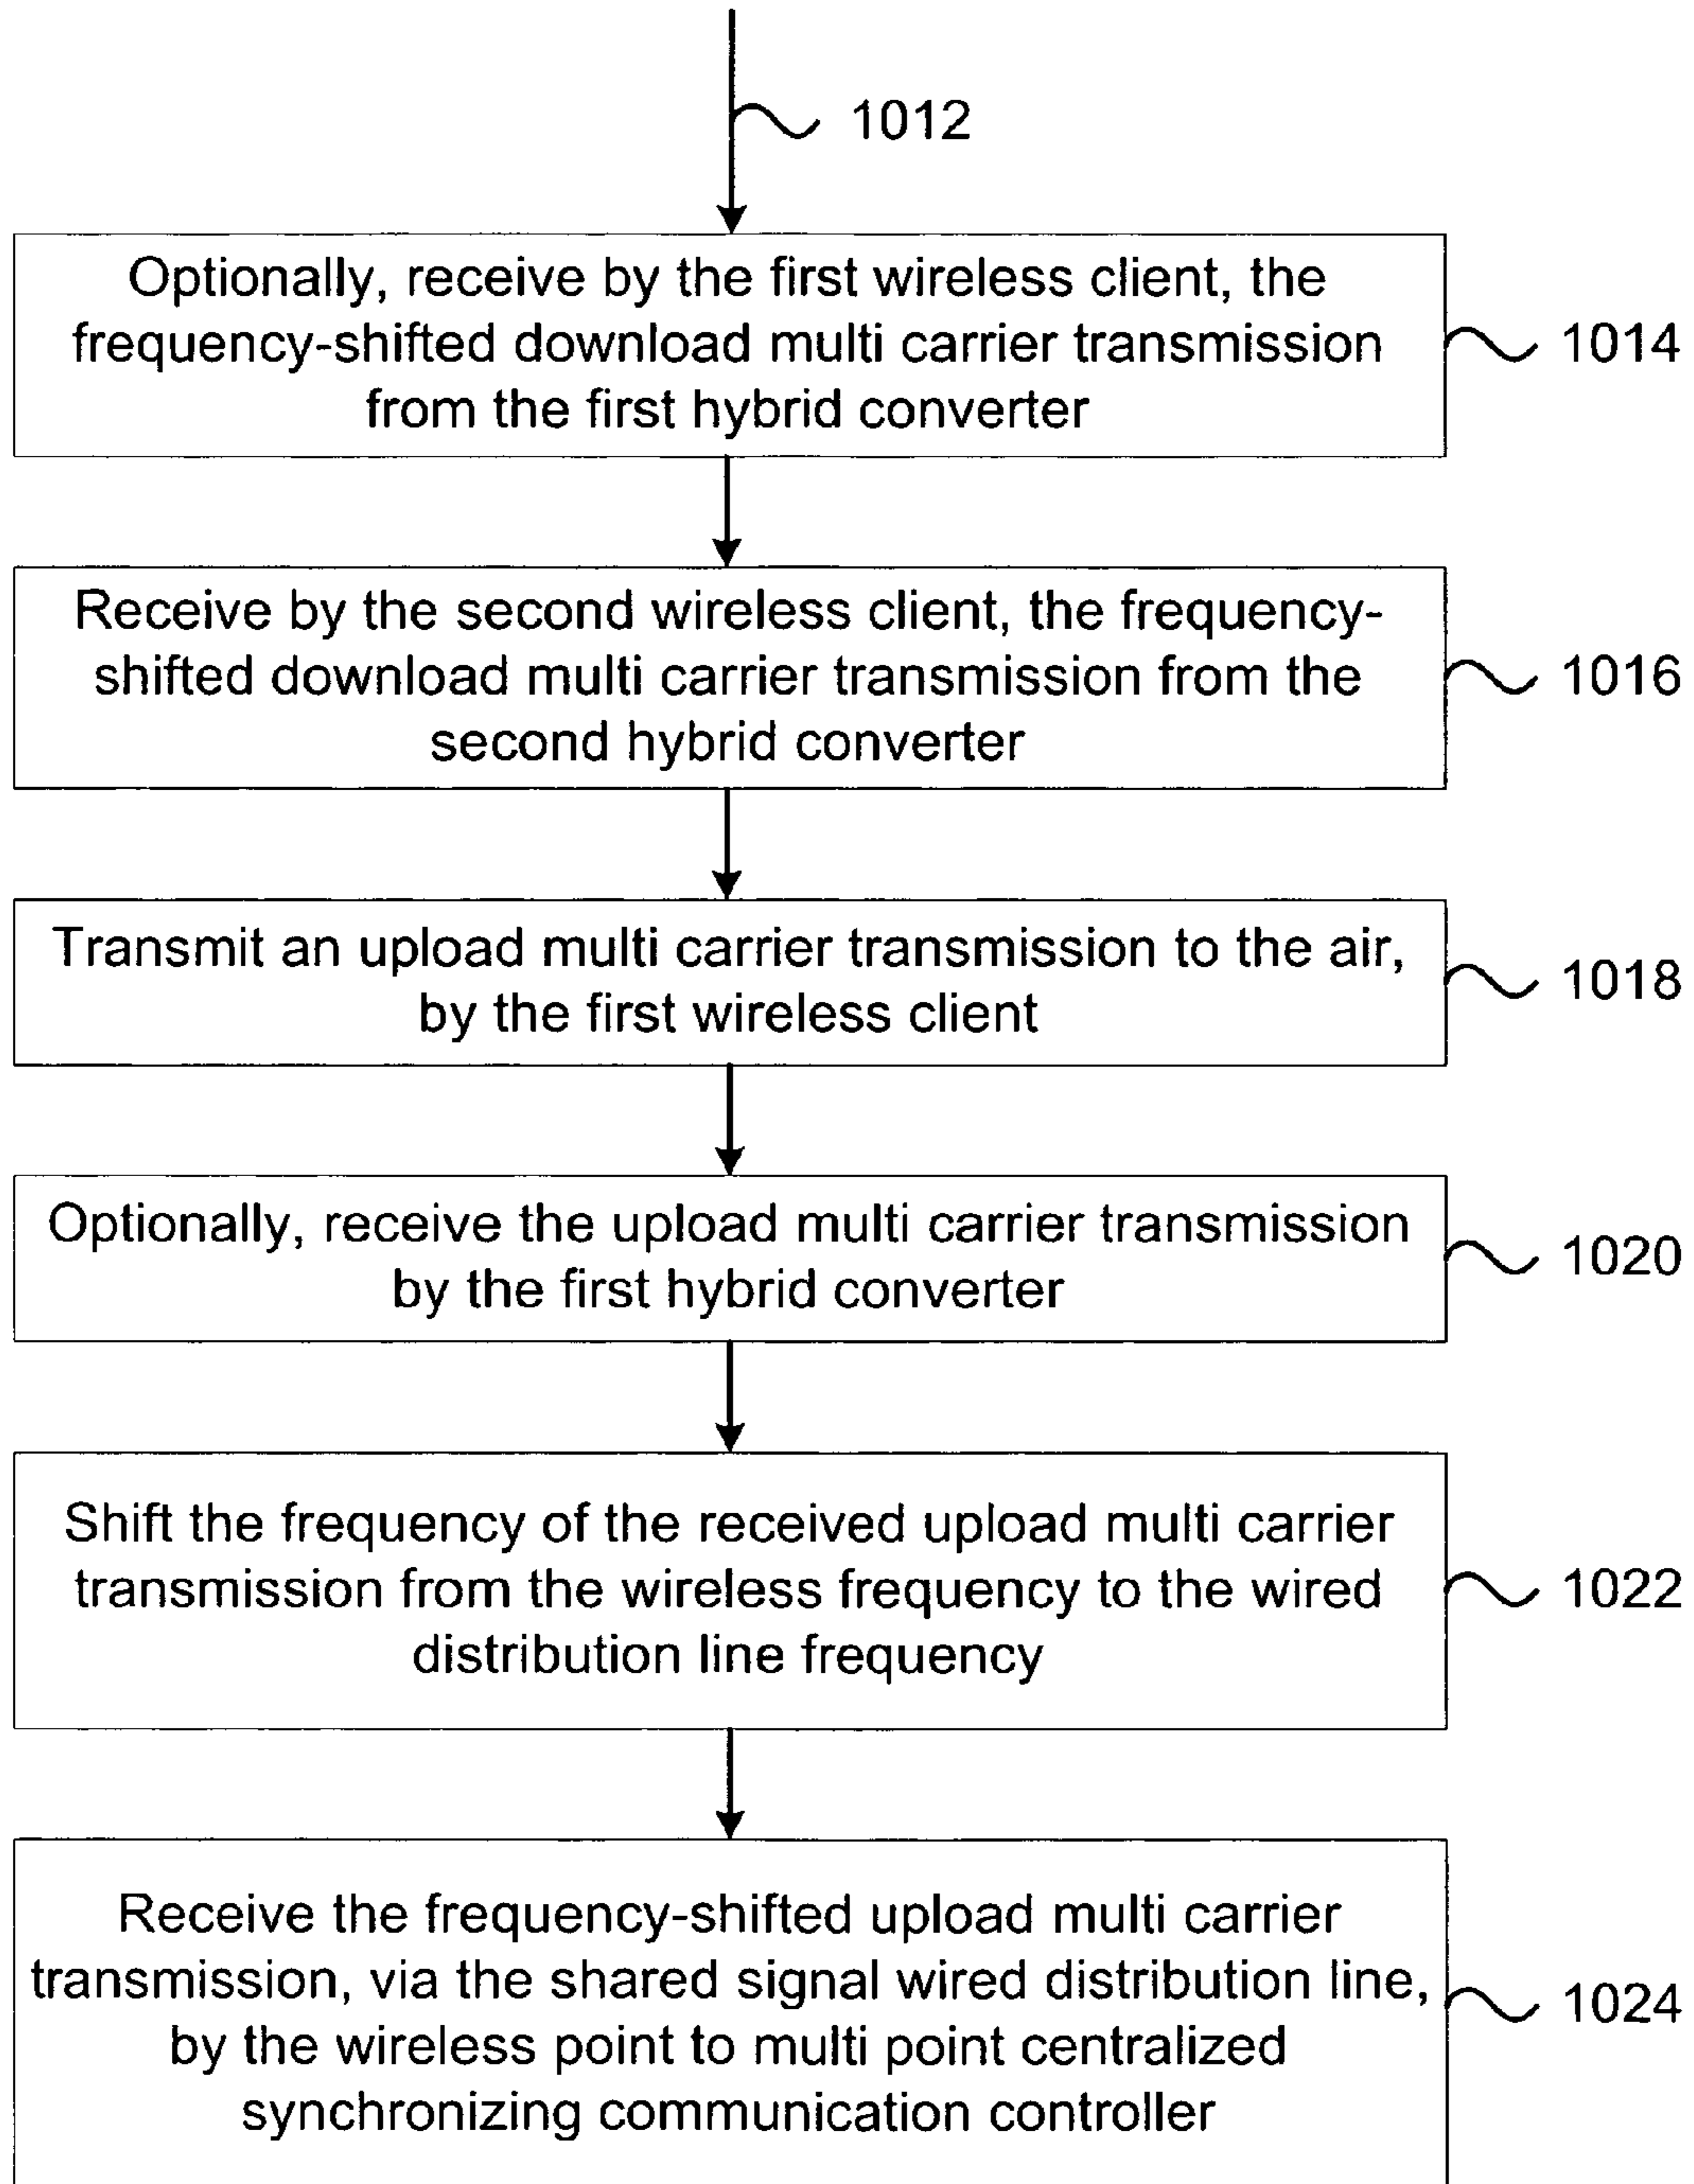 1012
Optionally, receive by the first wireless client, the
frequency-shifted download multi carrier transmission
from the first hybrid converter
1014
Receive by the second wireless client, the frequency-
shifted download multi carrier transmission from the
second hybrid converter
1016
Transmit an upload multi carrier transmission to the air,
by the first wireless client
1018
Optionally, receive the upload multi carrier transmission
by the first hybrid converter
1020
Shift the frequency of the received upload multi carrier
transmission from the wireless frequency to the wired
distribution line frequency
1022
Receive the frequency-shifted upload multi carrier
transmission, via the shared signal wired distribution line,
by the wireless point to multi point centralized
synchronizing communication controller
1024